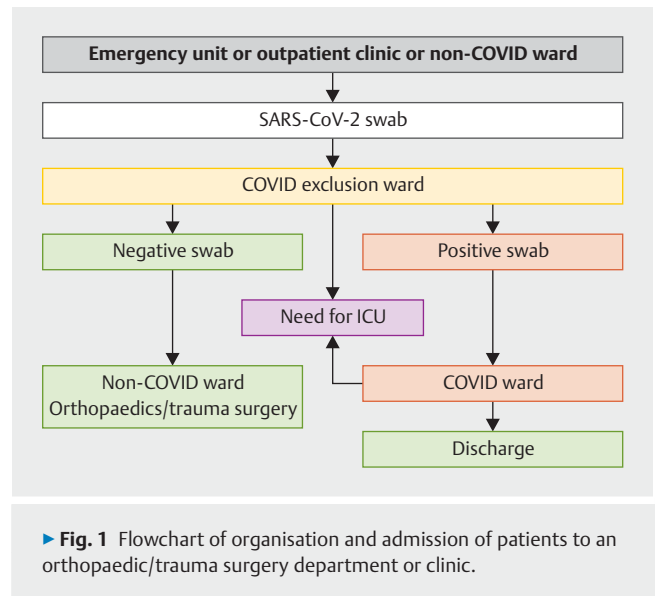 Emergency unit or outpatient clinic or non-COVID ward
SARS-CoV-2 swab
COVID exclusion ward
Negative swab
Positive swab
Need for ICU
Non-COVID ward
Orthopaedics/trauma surgery
COVID ward
Discharge
▶ Fig. 1 Flowchart of organisation and admission of patients to an
orthopaedic/trauma surgery department or clinic.